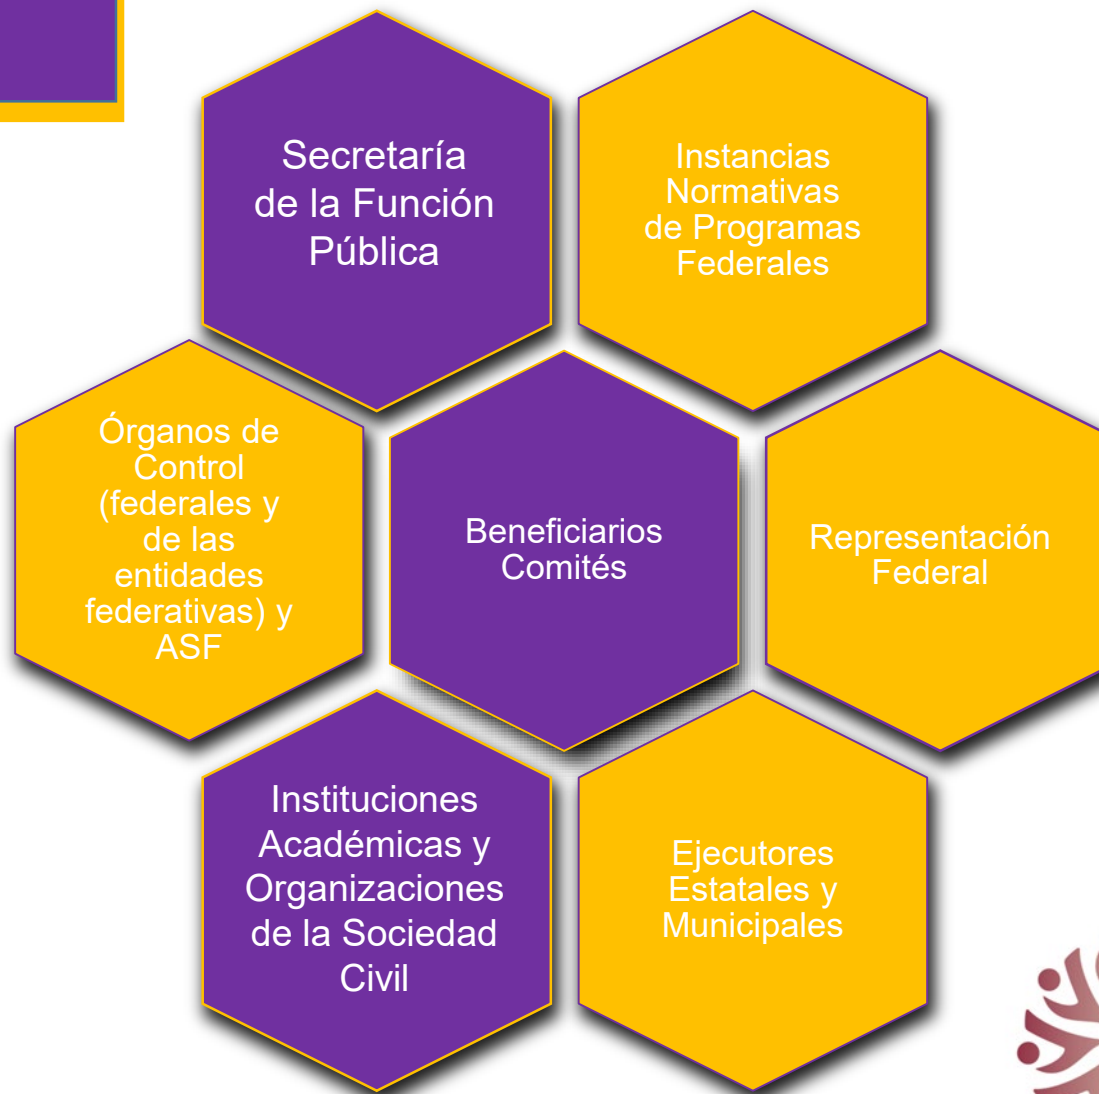 Secretaría
de la Función
Pública
Instancias
Normativas
de Programas
Federales
Órganos de
Control
(federales y
de las
entidades
federativas) y
ASF
Beneficiarios
Comités
Representación
Federal
Instituciones
Académicas y
Organizaciones
de la Sociedad
Civil
Ejecutores
Estatales y
Municipales